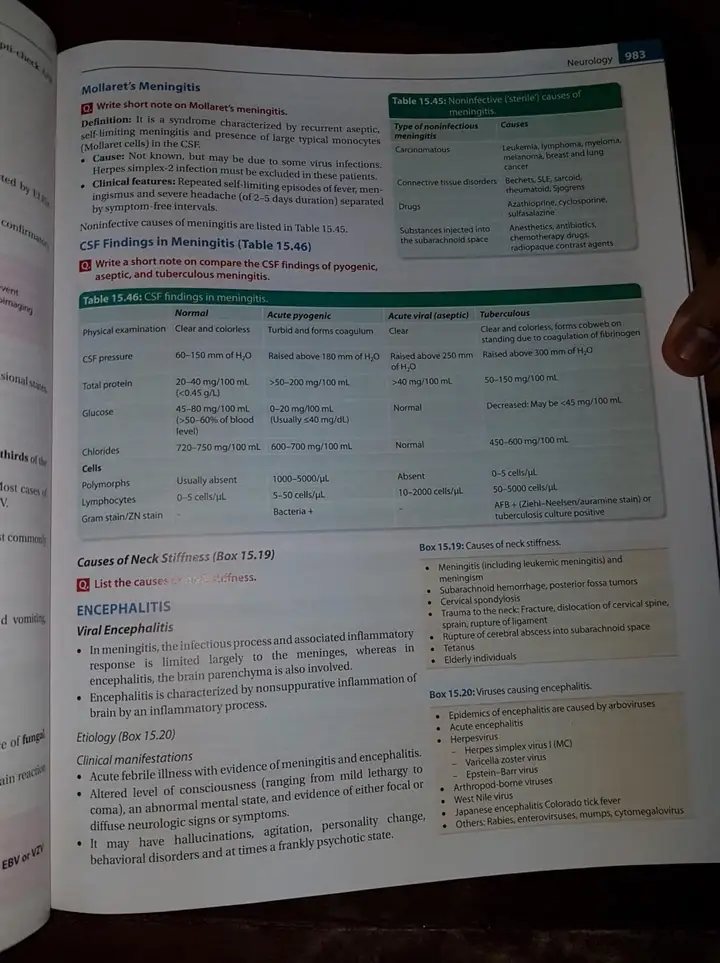 Neurology 983
Mollaret's Meningitis
Q Write short note on Mollaret's meningitis.
Definition: It is a syndrome characterized by recurrent aseptic,
self-limiting meningitis and presence of large typical monocytes
(Mollaret cells) in the CSF.
• Cause: Not known, but may be due to some virus infections.
Herpes simplex-2 infection must be excluded in these patients.
• Clinical features: Repeated self-limiting episodes of fever, men-
ingismus and severe headache (of 2–5 days duration) separated
by symptom-free intervals.
Noninfective causes of meningitis are listed in Table 15.45.
Table 15.45: Noninfective ('sterile') causes of
meningitis.
Type of noninfectious meningitis Causes
Carcinomatous Leukemia, lymphoma, myeloma, melanoma, breast and lung cancer
Connective tissue disorders Bechets, SLE, sarcoid, rheumatoid, Sjogrens
Drugs Azathioprine, cyclosporine, sulfasalazine
Substances injected into the subarachnoid space Anesthetics, antibiotics, chemotherapy drugs, radiopaque contrast agents
CSF Findings in Meningitis (Table 15.46)
Q Write a short note on compare the CSF findings of pyogenic,
aseptic, and tuberculous meningitis.
Table 15.46: CSF findings in meningitis.
Normal Acute pyogenic Acute viral (aseptic) Tuberculous
Physical examination Clear and colorless Turbid and forms coagulum Clear Clear and colorless, forms cobweb on standing due to coagulation of fibrinogen
CSF pressure 60–150 mm of H₂O Raised above 180 mm of H₂O Raised above 250 mm of H₂O Raised above 300 mm of H₂O
Total protein 20–40 mg/100 mL (<0.45 g/L) >50–200 mg/100 mL >40 mg/100 mL 50–150 mg/100 mL
Glucose 45–80 mg/100 mL (>50–60% of blood level) 0–20 mg/100 mL (Usually ≤40 mg/dL) Normal Decreased: May be <45 mg/100 mL
Chlorides 720–750 mg/100 mL 600–700 mg/100 mL Normal 450–600 mg/100 mL
Cells
Polymorphs Usually absent 1000–5000/µL Absent 0–5 cells/µL
Lymphocytes 0–5 cells/µL 5–50 cells/µL 10–2000 cells/µL 50–5000 cells/µL
Gram stain/ZN stain - Bacteria + - AFB + (Ziehl–Neelsen/auramine stain) or tuberculosis culture positive
Causes of Neck Stiffness (Box 15.19)
Q List the causes stiffness.
ENCEPHALITIS
Viral Encephalitis
• In meningitis, the infectious process and associated inflammatory
response is limited largely to the meninges, whereas in
encephalitis, the brain parenchyma is also involved.
• Encephalitis is characterized by nonsuppurative inflammation of
brain by an inflammatory process.
Etiology (Box 15.20)
Clinical manifestations
• Acute febrile illness with evidence of meningitis and encephalitis.
• Altered level of consciousness (ranging from mild lethargy to
coma), an abnormal mental state, and evidence of either focal or
diffuse neurologic signs or symptoms.
• It may have hallucinations, agitation, personality change,
behavioral disorders and at times a frankly psychotic state.
Box 15.19: Causes of neck stiffness.
• Meningitis (including leukemic meningitis) and
meningism
• Subarachnoid hemorrhage, posterior fossa tumors
• Cervical spondylosis
• Trauma to the neck: Fracture, dislocation of cervical spine,
sprain, rupture of ligament
• Rupture of cerebral abscess into subarachnoid space
• Tetanus
• Elderly individuals
Box 15.20: Viruses causing encephalitis.
• Epidemics of encephalitis are caused by arboviruses
• Acute encephalitis
• Herpesvirus
– Herpes simplex virus I (MC)
– Varicella zoster virus
– Epstein–Barr virus
• Arthropod-borne viruses
• West Nile virus
• Japanese encephalitis Colorado tick fever
• Others: Rabies, enterovirsuses, mumps, cytomegalovirus
ted by
confirmatory
event
sional states,
thirds of the
Most cases of
V.
st commonly
d vomiting,
e of fungal
ain reaction
EBV or VZV